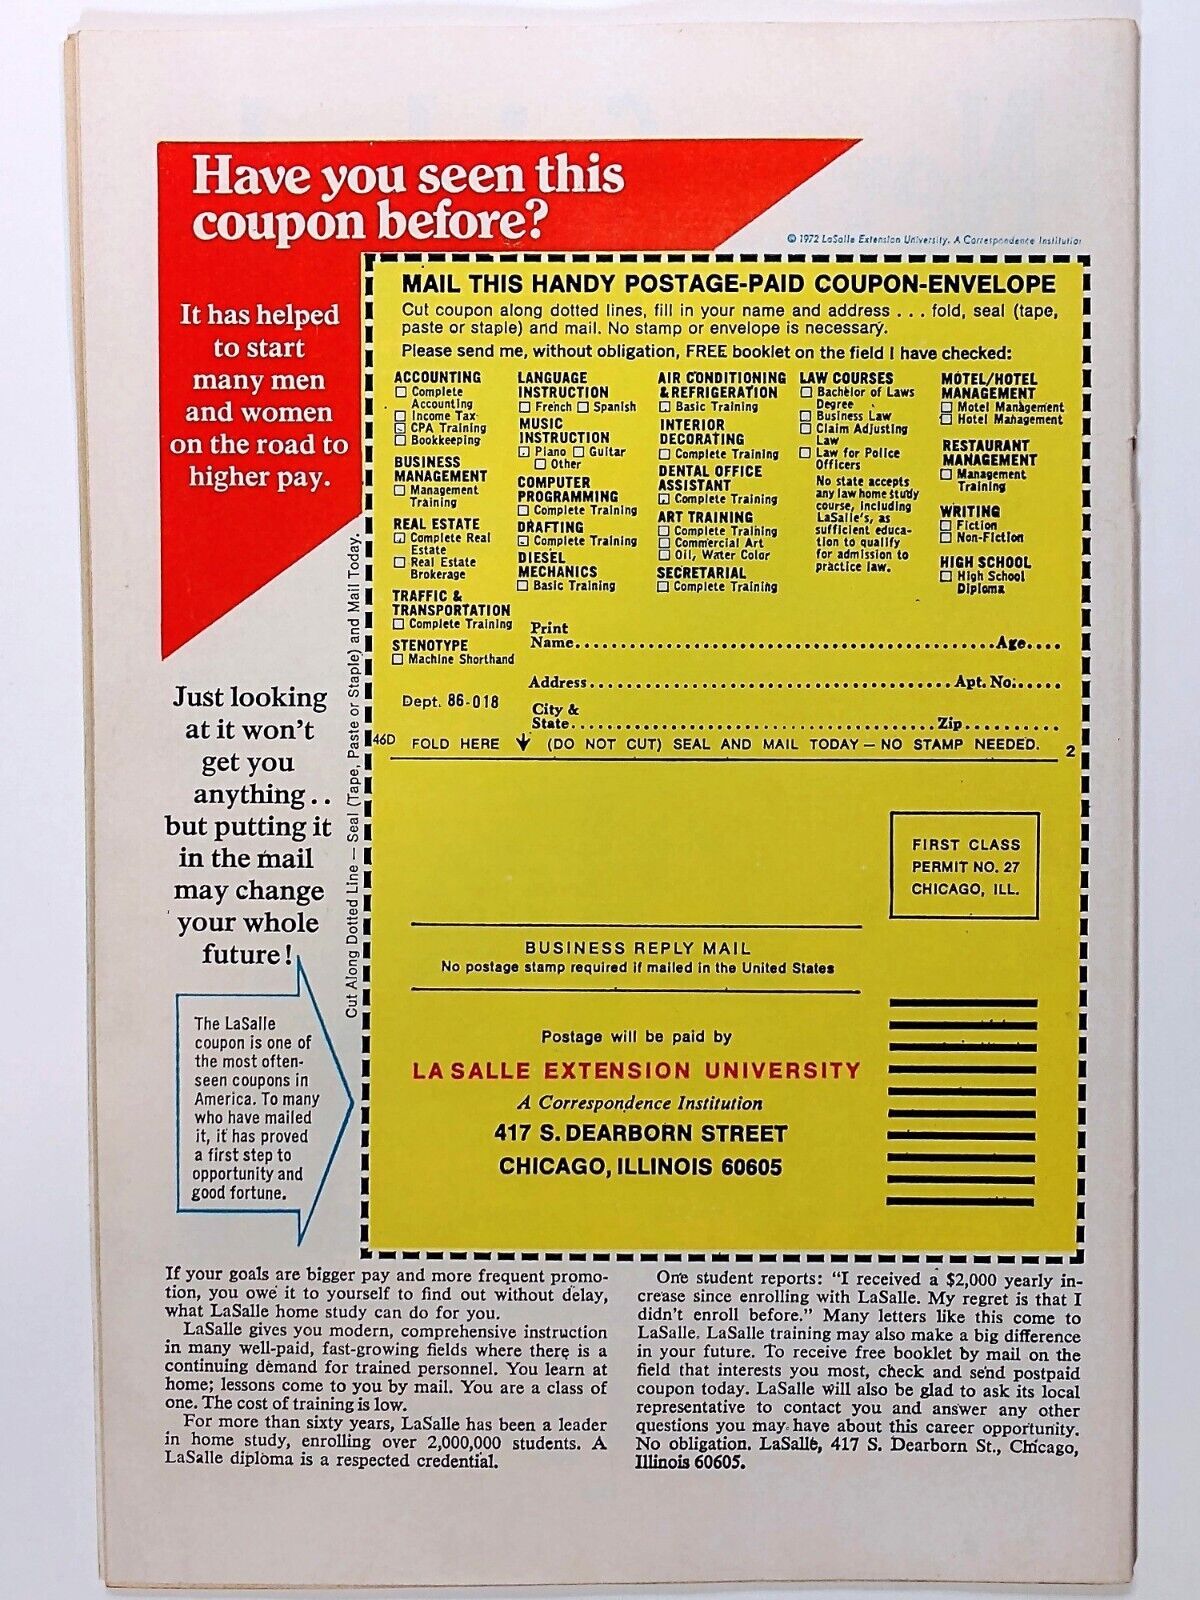 Have you seen this
coupon before?
© 1972 LaSalle Extension University. A Correspondence Institution
It has helped
to start
many men
and women
on the road to
higher pay.
Just looking
at it won't
get you
anything..
but putting it
in the mail
may change
your whole
future!
The LaSalle
coupon is one of
the most often-
seen coupons in
America. To many
who have mailed
it, it has proved
a first step to
opportunity and
good fortune.
Cut Along Dotted Line — Seal (Tape, Paste or Staple) and Mail Today.
MAIL THIS HANDY POSTAGE-PAID COUPON-ENVELOPE
Cut coupon along dotted lines, fill in your name and address . . . fold, seal (tape,
paste or staple) and mail. No stamp or envelope is necessary.
Please send me, without obligation, FREE booklet on the field I have checked:
ACCOUNTING
Complete
Accounting
Income Tax
CPA Training
Bookkeeping
BUSINESS
MANAGEMENT
Management
Training
REAL ESTATE
Complete Real
Estate
Real Estate
Brokerage
TRAFFIC &
TRANSPORTATION
Complete Training
STENOTYPE
Machine Shorthand
LANGUAGE
INSTRUCTION
French Spanish
MUSIC
INSTRUCTION
Piano Guitar
Other
COMPUTER
PROGRAMMING
Complete Training
DRAFTING
Complete Training
DIESEL
MECHANICS
Basic Training
AIR CONDITIONING
& REFRIGERATION
Basic Training
INTERIOR
DECORATING
Complete Training
DENTAL OFFICE
ASSISTANT
Complete Training
ART TRAINING
Complete Training
Commercial Art
Oil, Water Color
SECRETARIAL
Complete Training
LAW COURSES
Bachelor of Laws
Degree
Business Law
Claim Adjusting
Law
Law for Police
Officers
No state accepts
any law home study
course, including
LaSalle's, as
sufficient educa-
tion to qualify
for admission to
practice law.
MOTEL/HOTEL
MANAGEMENT
Motel Management
Hotel Management
RESTAURANT
MANAGEMENT
Management
Training
WRITING
Fiction
Non-Fiction
HIGH SCHOOL
High School
Diploma
Print
Name Age
Address Apt. No.
Dept. 86-018
City &
State Zip
46D FOLD HERE ↓ (DO NOT CUT) SEAL AND MAIL TODAY — NO STAMP NEEDED. 2
FIRST CLASS
PERMIT NO. 27
CHICAGO, ILL.
BUSINESS REPLY MAIL
No postage stamp required if mailed in the United States
Postage will be paid by
LA SALLE EXTENSION UNIVERSITY
A Correspondence Institution
417 S. DEARBORN STREET
CHICAGO, ILLINOIS 60605
If your goals are bigger pay and more frequent promo-
tion, you owe it to yourself to find out without delay,
what LaSalle home study can do for you.
LaSalle gives you modern, comprehensive instruction
in many well-paid, fast-growing fields where there is a
continuing demand for trained personnel. You learn at
home; lessons come to you by mail. You are a class of
one. The cost of training is low.
For more than sixty years, LaSalle has been a leader
in home study, enrolling over 2,000,000 students. A
LaSalle diploma is a respected credential.
One student reports: "I received a $2,000 yearly in-
crease since enrolling with LaSalle. My regret is that I
didn't enroll before." Many letters like this come to
LaSalle. LaSalle training may also make a big difference
in your future. To receive free booklet by mail on the
field that interests you most, check and send postpaid
coupon today. LaSalle will also be glad to ask its local
representative to contact you and answer any other
questions you may have about this career opportunity.
No obligation. LaSalle, 417 S. Dearborn St., Chicago,
Illinois 60605.